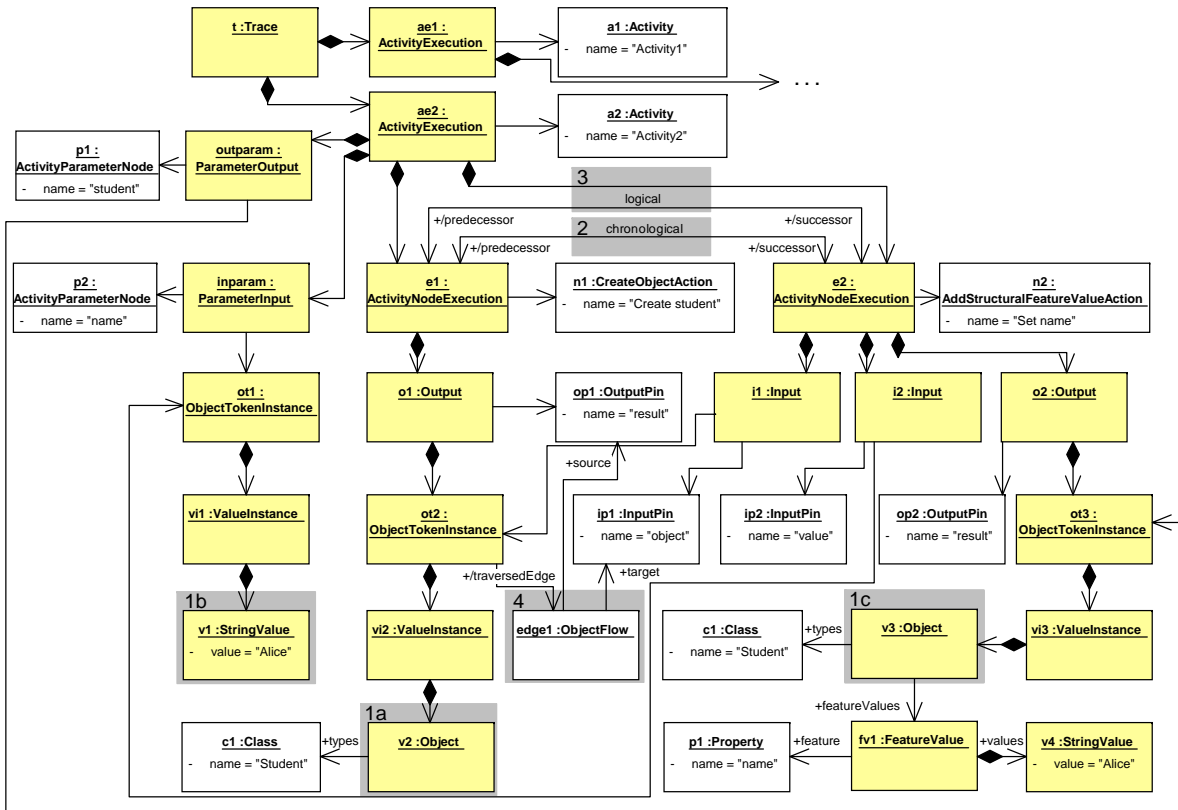 t :Trace
ae1 :
ActivityExecution
a1 :Activity
- name = "Activity1"
...
ae2 :
ActivityExecution
a2 :Activity
- name = "Activity2"
p1 :
ActivityParameterNode
- name = "student"
outparam :
ParameterOutput
3
logical
+/predecessor
+/successor
2
chronological
+/predecessor
+/successor
p2 :
ActivityParameterNode
- name = "name"
inparam :
ParameterInput
e1 :
ActivityNodeExecution
n1 :CreateObjectAction
- name = "Create student"
e2 :
ActivityNodeExecution
n2 :
AddStructuralFeatureValueAction
- name = "Set name"
ot1 :
ObjectTokenInstance
o1 :Output
op1 :OutputPin
- name = "result"
i1 :Input
i2 :Input
o2 :Output
+source
vi1 :ValueInstance
ot2 :
ObjectTokenInstance
ip1 :InputPin
- name = "object"
ip2 :InputPin
- name = "value"
op2 :OutputPin
- name = "result"
ot3 :
ObjectTokenInstance
+/traversedEdge
+target
1b
v1 :StringValue
- value = "Alice"
vi2 :ValueInstance
4
edge1 :ObjectFlow
c1 :Class
- name = "Student"
+types
1c
v3 :Object
vi3 :ValueInstance
+featureValues
1a
c1 :Class
- name = "Student"
+types
v2 :Object
p1 :Property
- name = "name"
+feature
fv1 :FeatureValue
+values
v4 :StringValue
- value = "Alice"